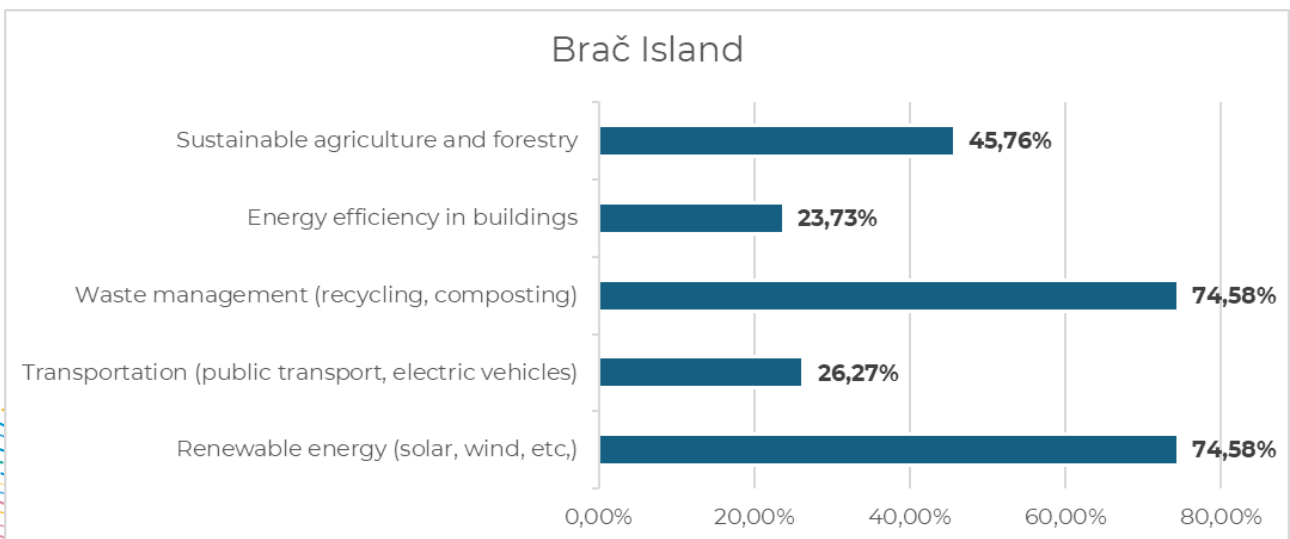 Brač Island
Sustainable agriculture and forestry 45,76%
Energy efficiency in buildings 23,73%
Waste management (recycling, composting) 74,58%
Transportation (public transport, electric vehicles) 26,27%
Renewable energy (solar, wind, etc,) 74,58%
0,00% 20,00% 40,00% 60,00% 80,00%